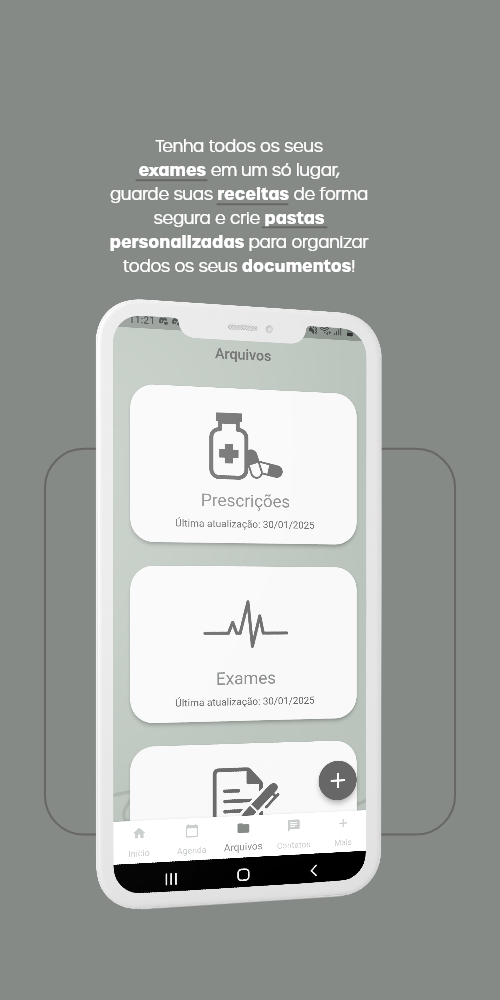 Tenha todos os seus
exames em um só lugar,
guarde suas receitas de forma
segura e crie pastas
personalizadas para organizar
todos os seus documentos!
11:21
Arquivos
Prescrições
Última atualização: 30/01/2025
Exames
Última atualização: 30/01/2025
Início Agenda Arquivos Contatos Mais